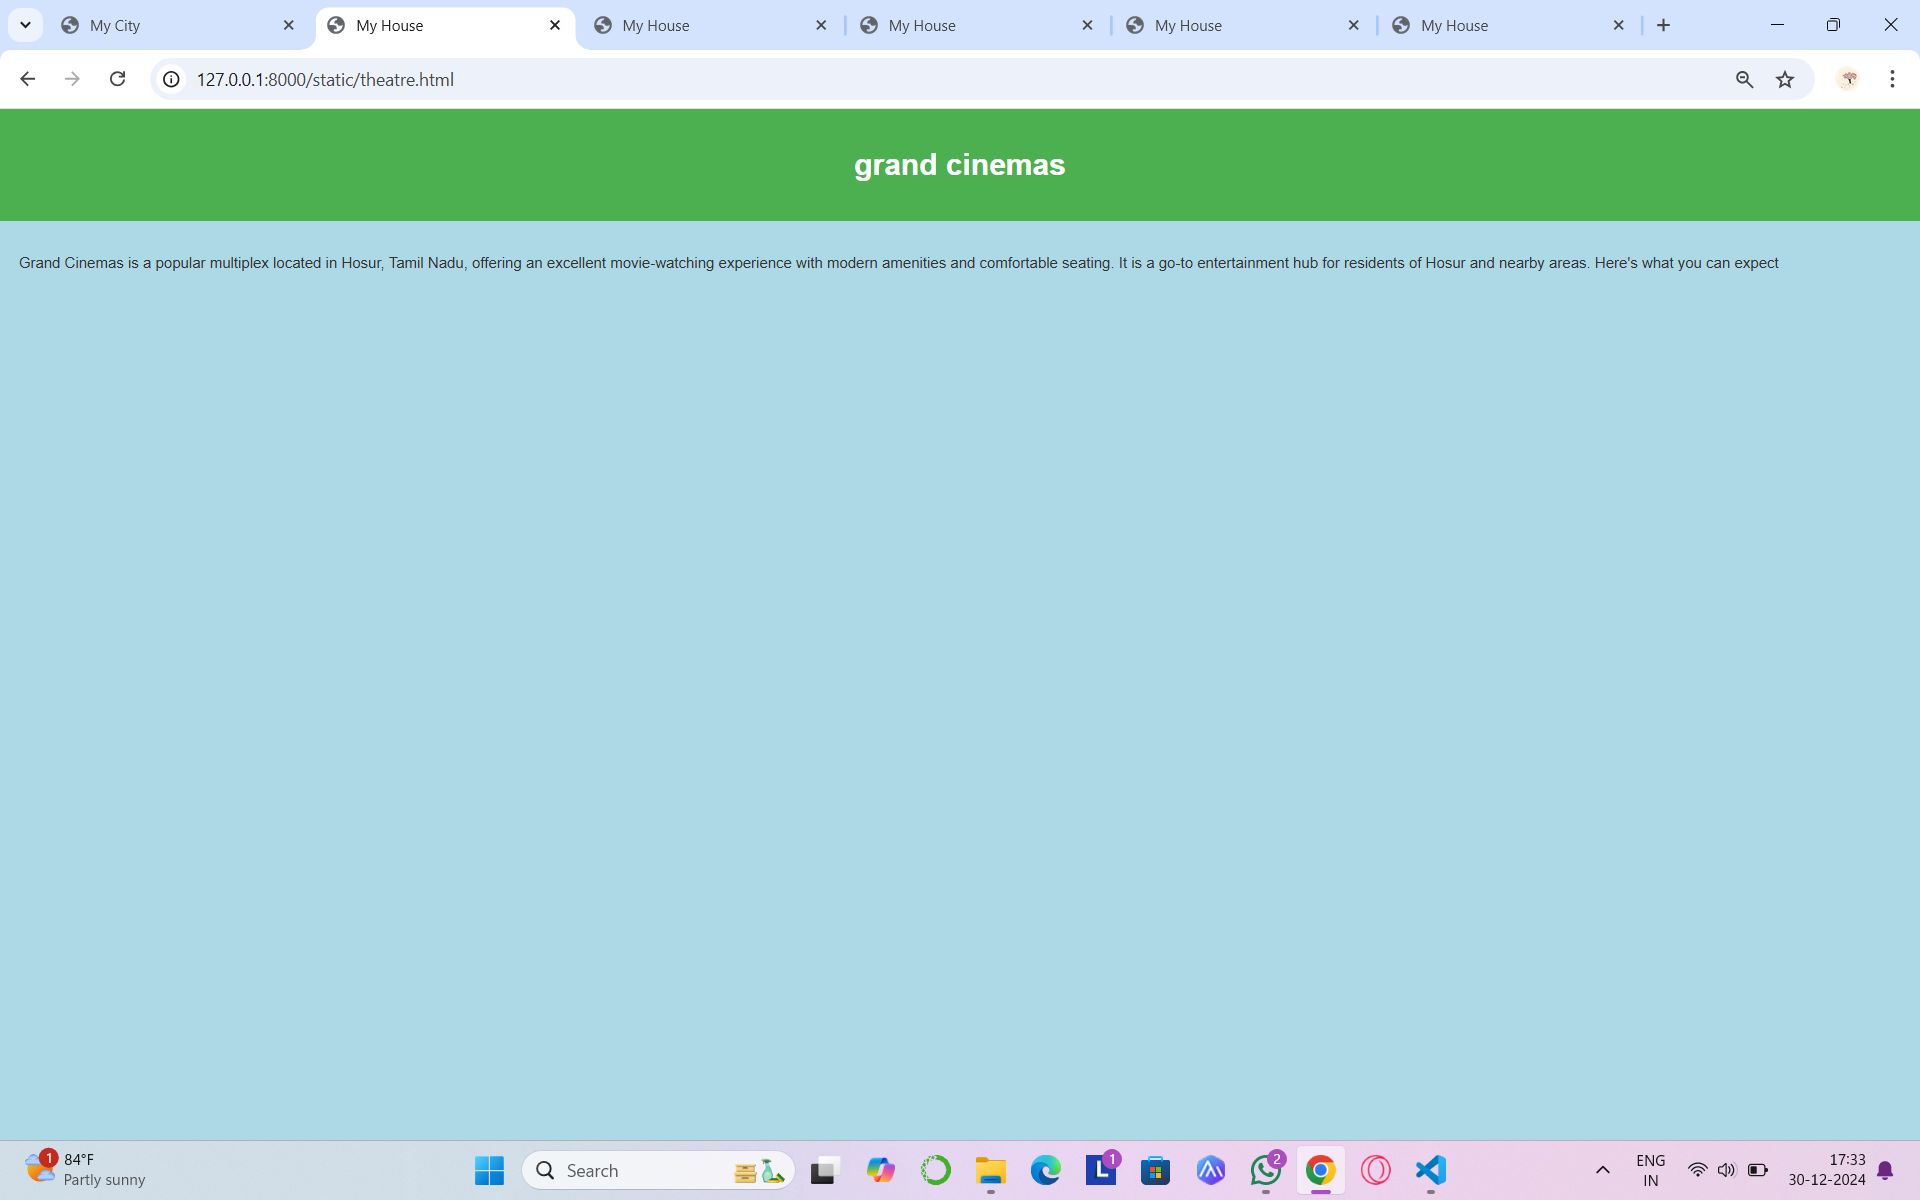 My City
My House
My House
My House
My House
My House
127.0.0.1:8000/static/theatre.html
grand cinemas
Grand Cinemas is a popular multiplex located in Hosur, Tamil Nadu, offering an excellent movie-watching experience with modern amenities and comfortable seating. It is a go-to entertainment hub for residents of Hosur and nearby areas. Here's what you can expect
1
84°F
Partly sunny
Search
L
1
2
ENG
IN
17:33
30-12-2024